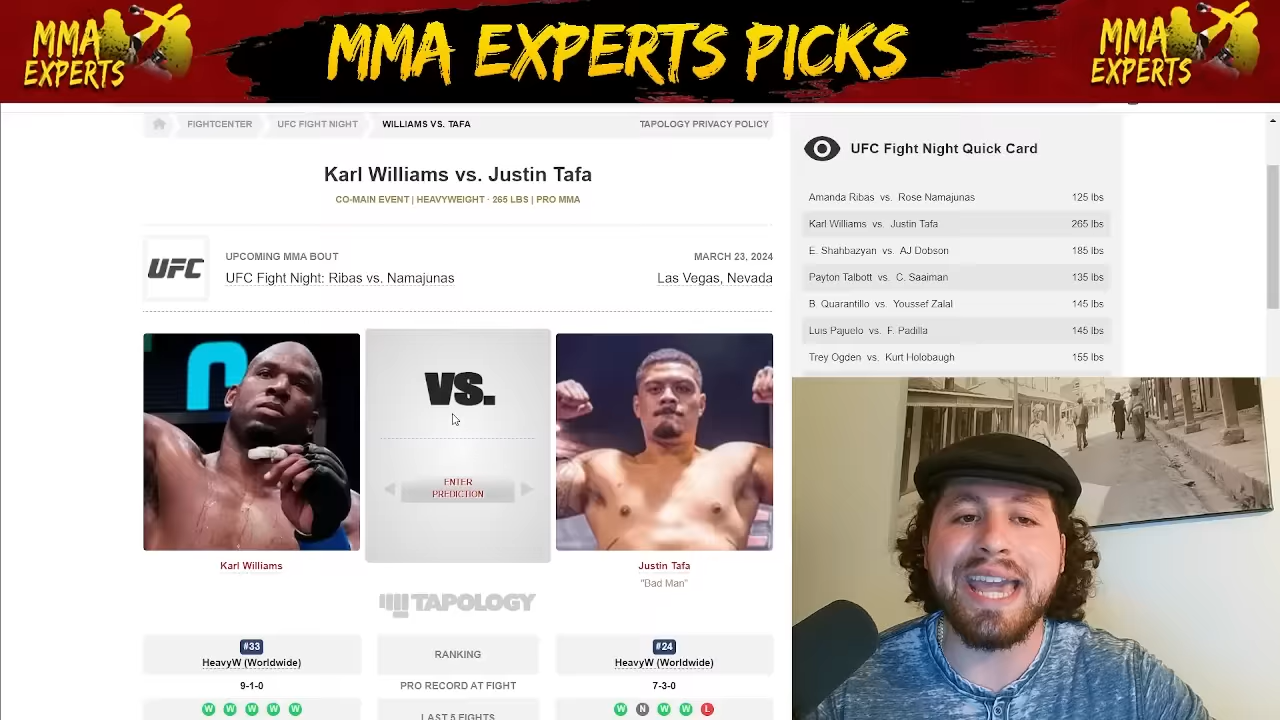 MMA
EXPERTS
MMA EXPERTS PICKS
MMA
EXPERTS
FIGHTCENTER
UFC FIGHT NIGHT
WILLIAMS VS. TAFA
TAPOLOGY PRIVACY POLICY
Karl Williams vs. Justin Tafa
CO-MAIN EVENT | HEAVYWEIGHT · 265 LBS | PRO MMA
UFC
UPCOMING MMA BOUT
MARCH 23, 2024
UFC Fight Night: Ribas vs. Namajunas
Las Vegas, Nevada
VS.
ENTER
PREDICTION
Karl Williams
Justin Tafa
"Bad Man"
TAPOLOGY
#33
HeavyW (Worldwide)
RANKING
#24
HeavyW (Worldwide)
9-1-0
PRO RECORD AT FIGHT
7-3-0
W W W W W
LAST 5 FIGHTS
W N W W L
UFC Fight Night Quick Card
Amanda Ribas vs. Rose Namajunas 125 lbs
Karl Williams vs. Justin Tafa 265 lbs
E. Shahbazyan vs. AJ Dobson 185 lbs
Payton Talbott vs. C. Saaiman 135 lbs
B. Quarantillo vs. Youssef Zalal 145 lbs
Luis Pajuelo vs. F. Padilla 145 lbs
Trey Ogden vs. Kurt Holobaugh 155 lbs